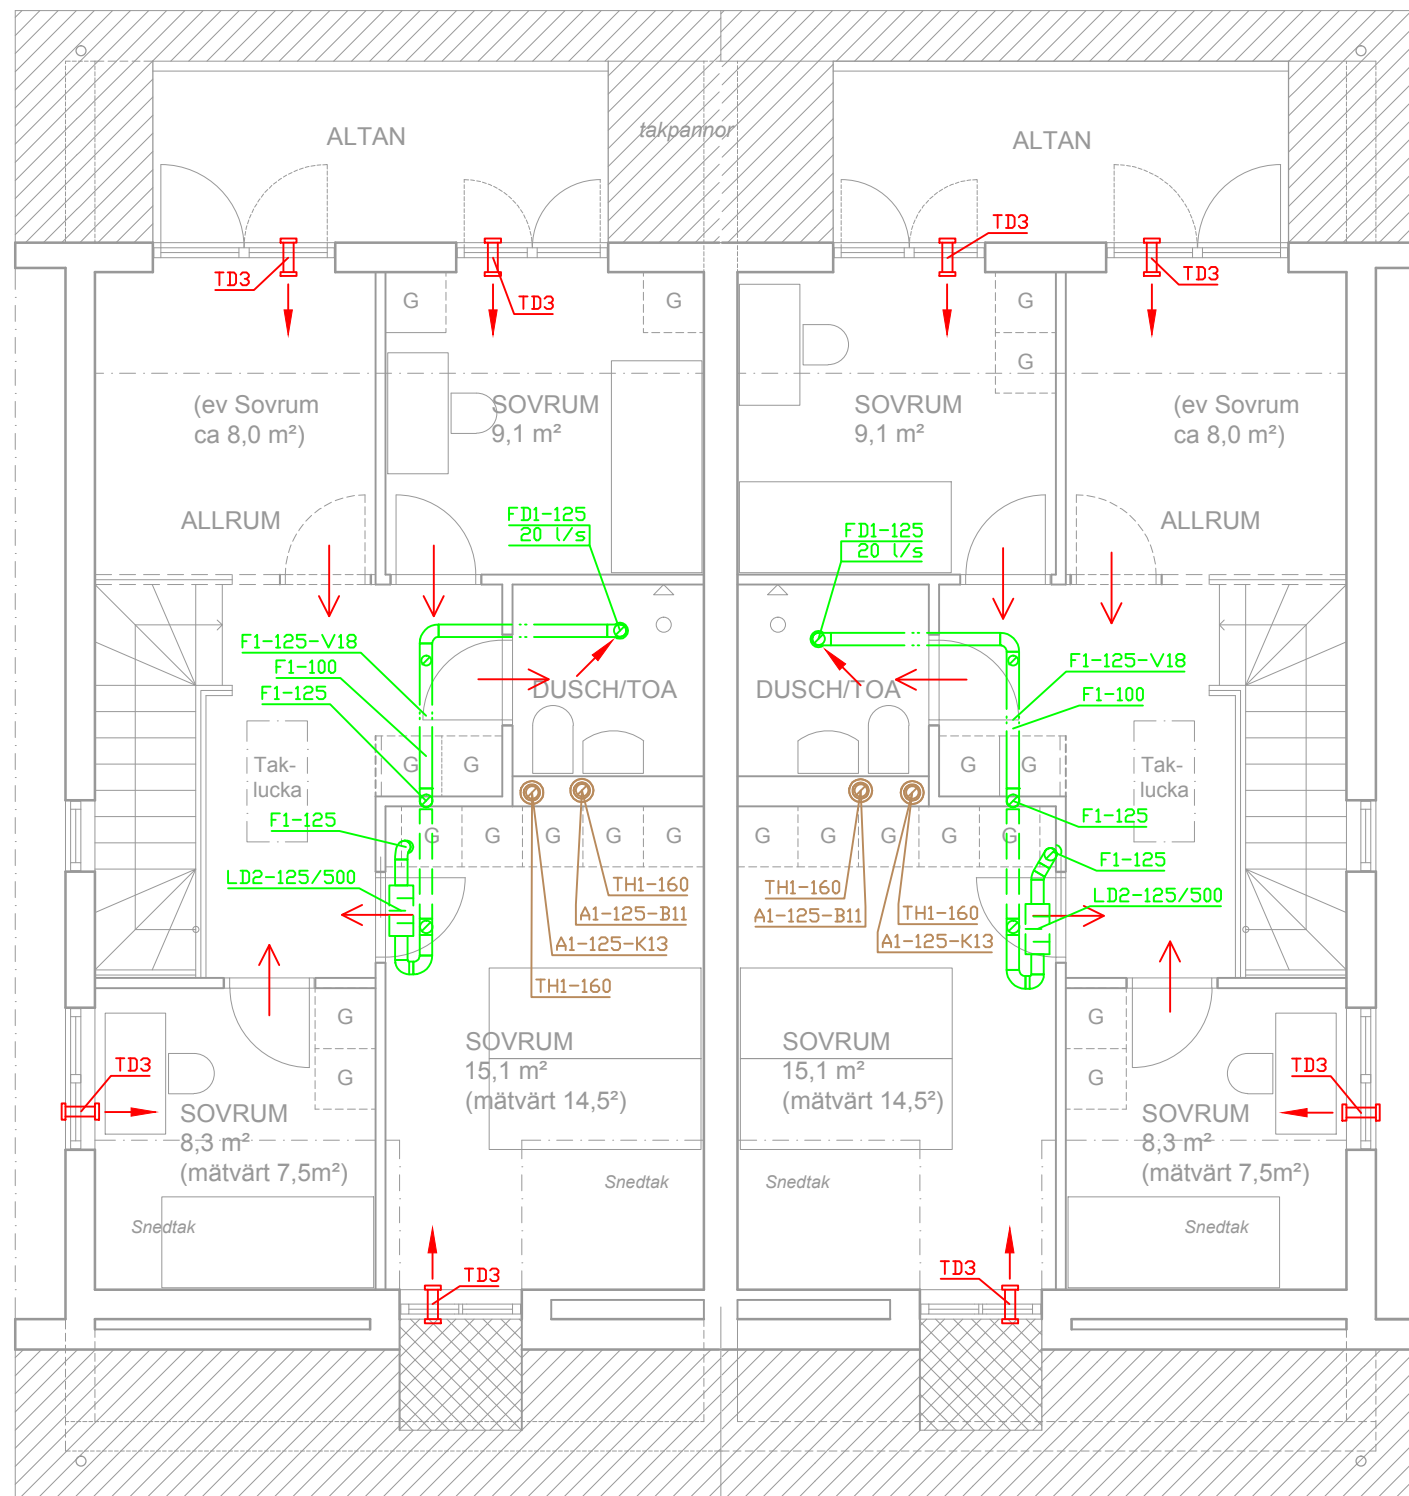 ALTAN
takpannor
ALTAN
TD3
TD3
TD3
TD3
G
G
G
G
(ev Sovrum
ca 8,0 m²)
SOVRUM
9,1 m²
SOVRUM
9,1 m²
(ev Sovrum
ca 8,0 m²)
ALLRUM
FD1-125
20 l/s
FD1-125
20 l/s
ALLRUM
F1-125-V18
F1-100
F1-125
F1-125-V18
F1-100
DUSCH/TOA
DUSCH/TOA
Tak-
lucka
G
G
G
G
Tak-
lucka
F1-125
F1-125
G
G
G
G
G
G
G
G
G
G
F1-125
LD2-125/500
TH1-160
A1-125-B11
A1-125-K13
TH1-160
TH1-160
A1-125-B11
TH1-160
A1-125-K13
LD2-125/500
G
G
G
G
SOVRUM
15,1 m²
(mätvärt 14,5²)
SOVRUM
15,1 m²
(mätvärt 14,5²)
TD3
TD3
SOVRUM
8,3 m²
(mätvärt 7,5m²)
SOVRUM
8,3 m²
(mätvärt 7,5m²)
Snedtak
Snedtak
Snedtak
Snedtak
TD3
TD3